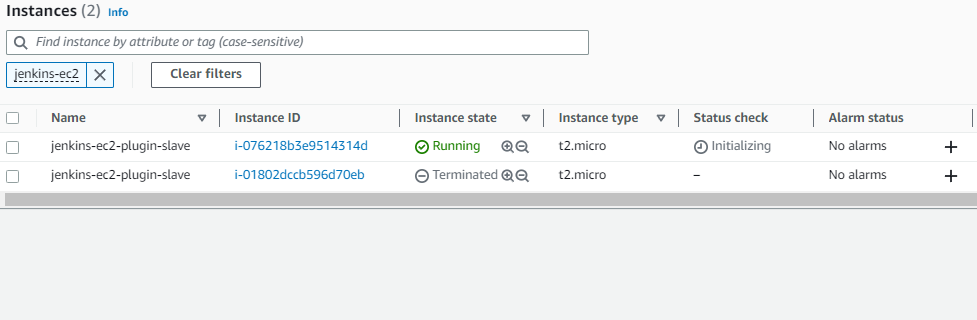 Instances (2) Info
Find instance by attribute or tag (case-sensitive)
jenkins-ec2 Clear filters
Name Instance ID Instance state Instance type Status check Alarm status
jenkins-ec2-plugin-slave i-076218b3e9514314d Running t2.micro Initializing No alarms
jenkins-ec2-plugin-slave i-01802dccb596d70eb Terminated t2.micro – No alarms